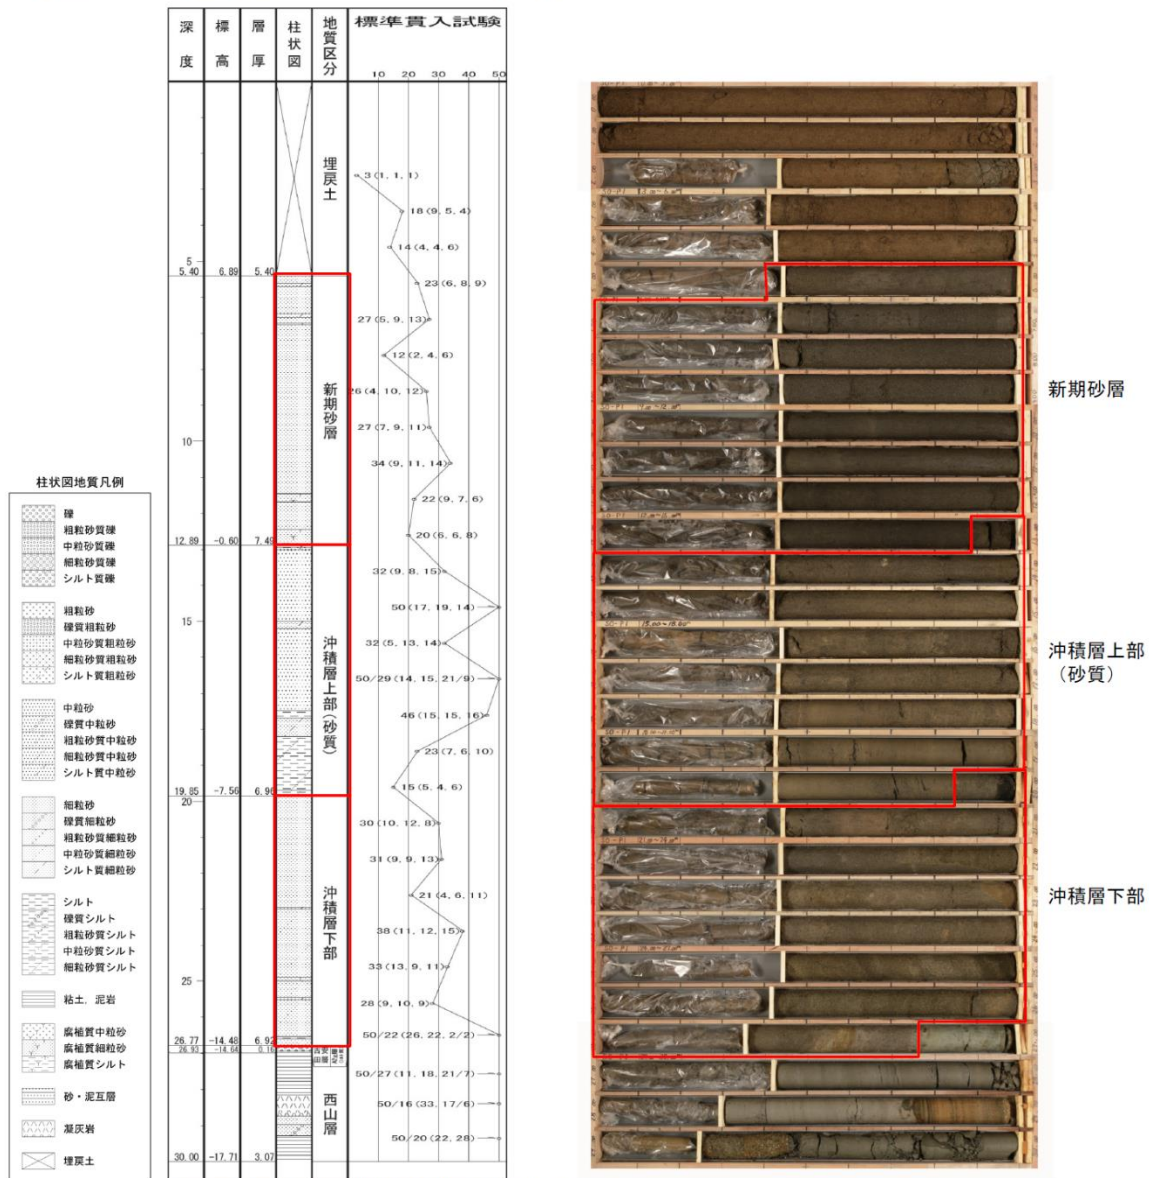 深度
標高
層厚
柱状図
地質区分
標準貫入試験
10 20 30 40 50
埋戻土
3(1, 1, 1)
18(9, 5, 4)
14(4, 4, 6)
5
5.40 6.89 5.40
23(6, 8, 9)
27(5, 9, 13)
12(2, 4, 6)
新期砂層
26(4, 10, 12)
27(7, 9, 11)
10
34(9, 11, 14)
22(9, 7, 6)
20(6, 6, 8)
12.89 -0.60 7.49
32(9, 8, 15)
50(17, 19, 14)
15
32(5, 13, 14)
沖積層上部(砂質)
50/29(14, 15, 21/9)
46(15, 15, 16)
23(7, 6, 10)
15(5, 4, 6)
19.85 -7.56 6.96
20
30(10, 12, 8)
31(9, 9, 13)
21(4, 6, 11)
沖積層下部
38(11, 12, 15)
33(13, 9, 11)
25
28(9, 10, 9)
50/22(26, 22, 2/2)
26.77 -14.48 6.92
26.93 -14.64 0.16
50/27(11, 18, 21/7)
西山層
50/16(33, 17/6)
50/20(22, 28)
30.00 -17.71 3.07
柱状図地質凡例
礫
粗粒砂質礫
中粒砂質礫
細粒砂質礫
シルト質礫
粗粒砂
礫質粗粒砂
中粒砂質粗粒砂
細粒砂質粗粒砂
シルト質粗粒砂
中粒砂
礫質中粒砂
粗粒砂質中粒砂
細粒砂質中粒砂
シルト質中粒砂
細粒砂
礫質細粒砂
粗粒砂質細粒砂
中粒砂質細粒砂
シルト質細粒砂
シルト
礫質シルト
粗粒砂質シルト
中粒砂質シルト
細粒砂質シルト
粘土，泥岩
腐植質中粒砂
腐植質細粒砂
腐植質シルト
砂・泥互層
凝灰岩
埋戻土
新期砂層
沖積層上部
（砂質）
沖積層下部